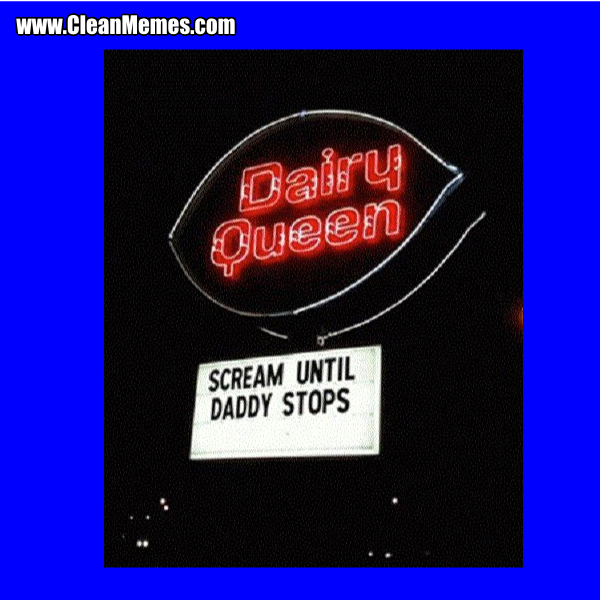 www.CleanMemes.com
Dairy
Queen
SCREAM UNTIL
DADDY STOPS